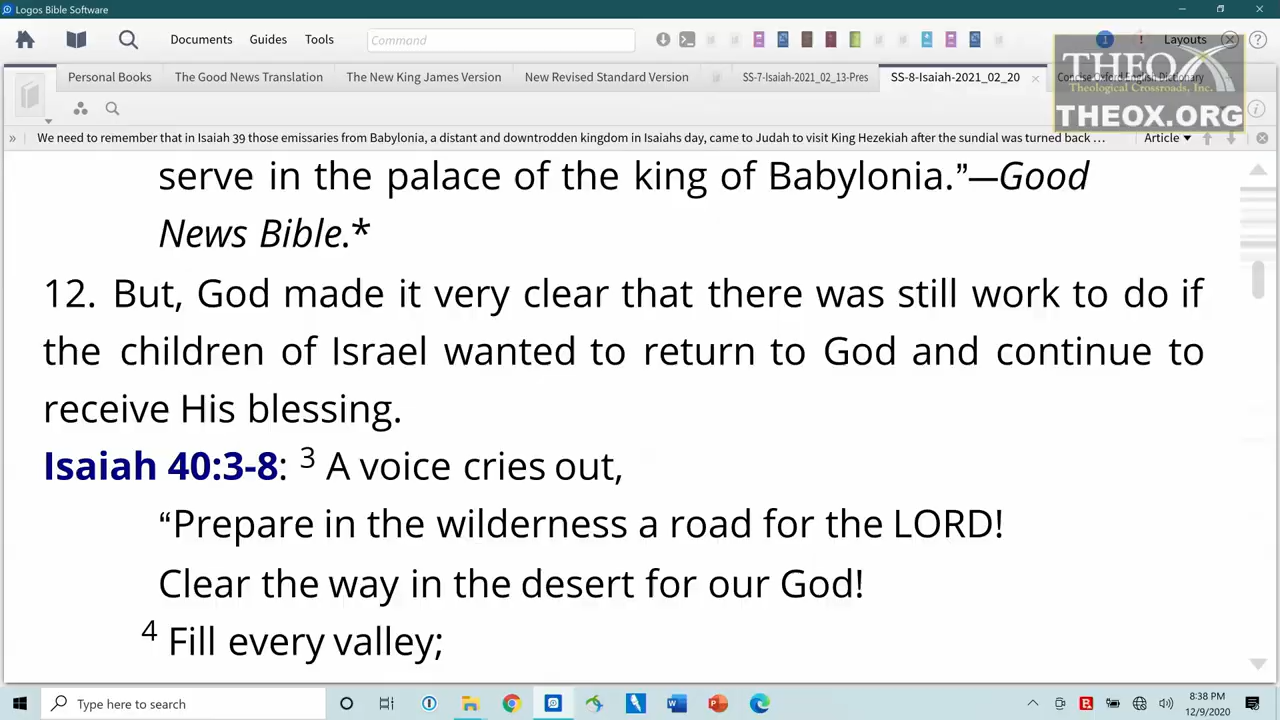 Logos Bible Software
Documents Guides Tools Command 1 ! Layouts
Personal Books The Good News Translation The New King James Version New Revised Standard Version SS-7-Isaiah-2021_02_13-Pres SS-8-Isaiah-2021_02_20 Concise Oxford English Dictionary
THEOX
Theological Crossroads, Inc.
THEOX.ORG
» We need to remember that in Isaiah 39 those emissaries from Babylonia, a distant and downtrodden kingdom in Isaiahs day, came to Judah to visit King Hezekiah after the sundial was turned back ... Article
serve in the palace of the king of Babylonia.”—Good
News Bible.*
12. But, God made it very clear that there was still work to do if
the children of Israel wanted to return to God and continue to
receive His blessing.
Isaiah 40:3-8: 3 A voice cries out,
“Prepare in the wilderness a road for the LORD!
Clear the way in the desert for our God!
4 Fill every valley;
Type here to search
8:38 PM
12/9/2020